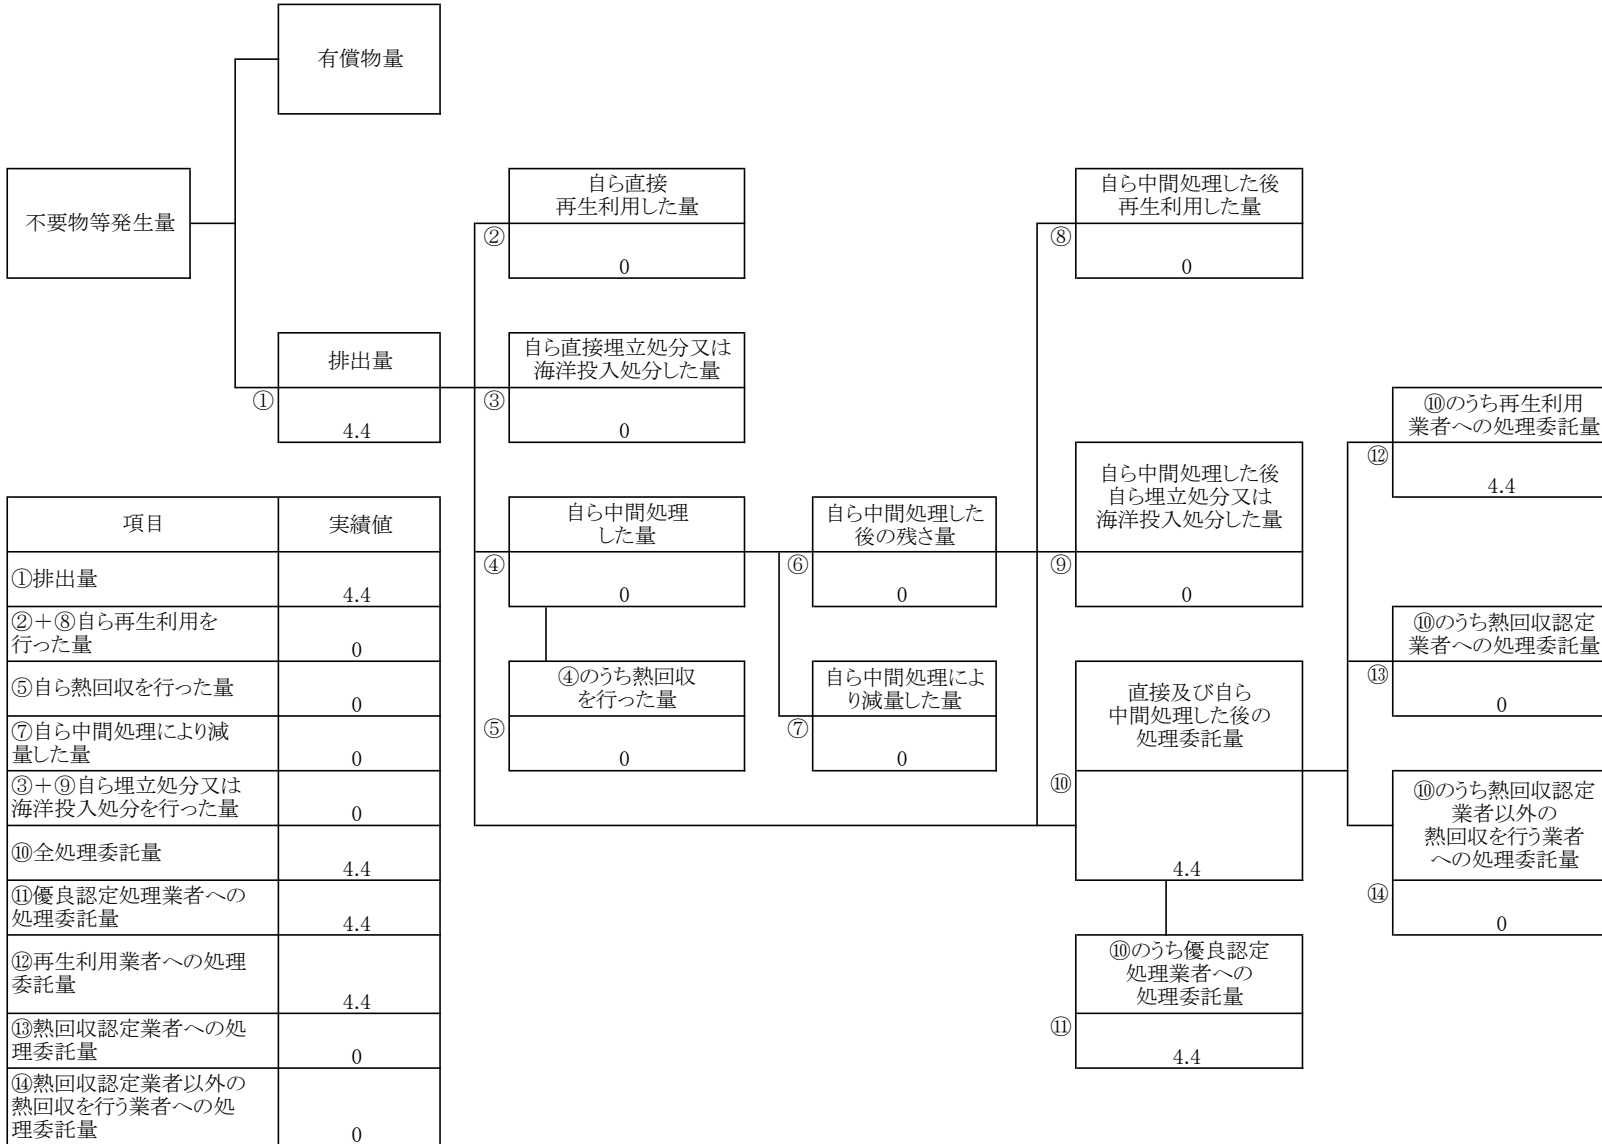 有償物量
不要物等発生量
自ら直接
再生利用した量
②
0
自ら中間処理した後
再生利用した量
⑧
0
排出量
①
4.4
自ら直接埋立処分又は
海洋投入処分した量
③
0
⑩のうち再生利用
業者への処理委託量
⑫
4.4
自ら中間処理
した量
④
0
自ら中間処理した
後の残さ量
⑥
0
自ら中間処理した後
自ら埋立処分又は
海洋投入処分した量
⑨
0
⑩のうち熱回収認定
業者への処理委託量
⑬
0
④のうち熱回収
を行った量
⑤
0
自ら中間処理によ
り減量した量
⑦
0
直接及び自ら
中間処理した後の
処理委託量
⑩
4.4
⑩のうち熱回収認定
業者以外の
熱回収を行う業者
への処理委託量
⑭
0
⑩のうち優良認定
処理業者への
処理委託量
⑪
4.4
項目 実績値
①排出量 4.4
②+⑧自ら再生利用を
行った量 0
⑤自ら熱回収を行った量 0
⑦自ら中間処理により減
量した量 0
③+⑨自ら埋立処分又は
海洋投入処分を行った量 0
⑩全処理委託量 4.4
⑪優良認定処理業者への
処理委託量 4.4
⑫再生利用業者への処理
委託量 4.4
⑬熱回収認定業者への処
理委託量 0
⑭熱回収認定業者以外の
熱回収を行う業者への処
理委託量 0